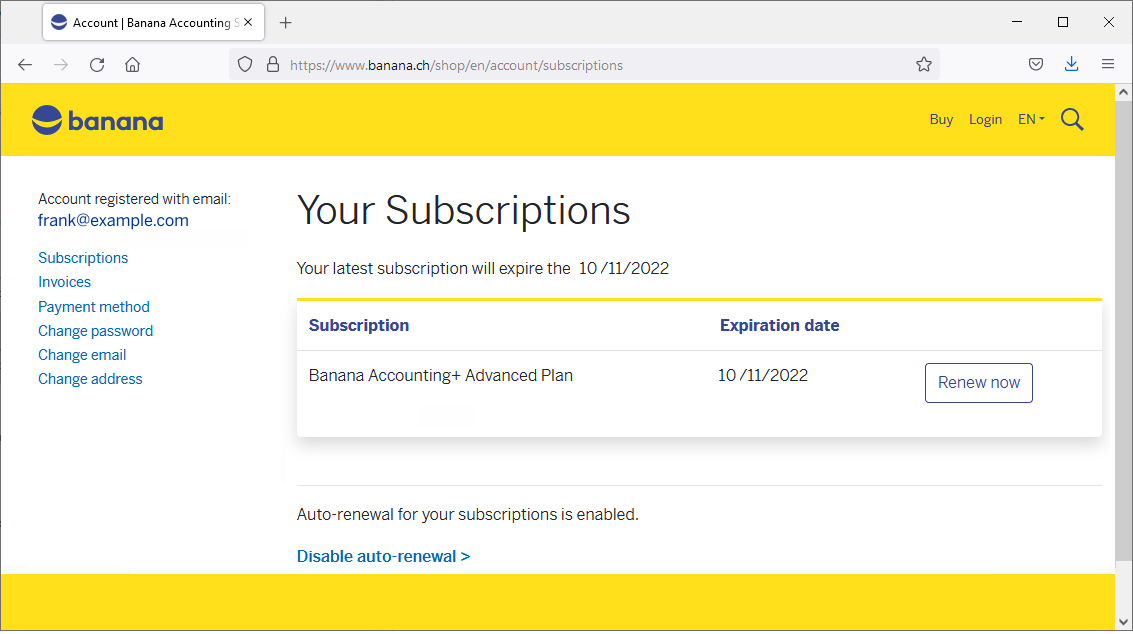 Account | Banana Accounting S
https://www.banana.ch/shop/en/account/subscriptions
banana
Buy Login EN
Account registered with email:
frank@example.com
Subscriptions
Invoices
Payment method
Change password
Change email
Change address
Your Subscriptions
Your latest subscription will expire the 10 /11/2022
Subscription Expiration date
Banana Accounting+ Advanced Plan 10 /11/2022 Renew now
Auto-renewal for your subscriptions is enabled.
Disable auto-renewal >